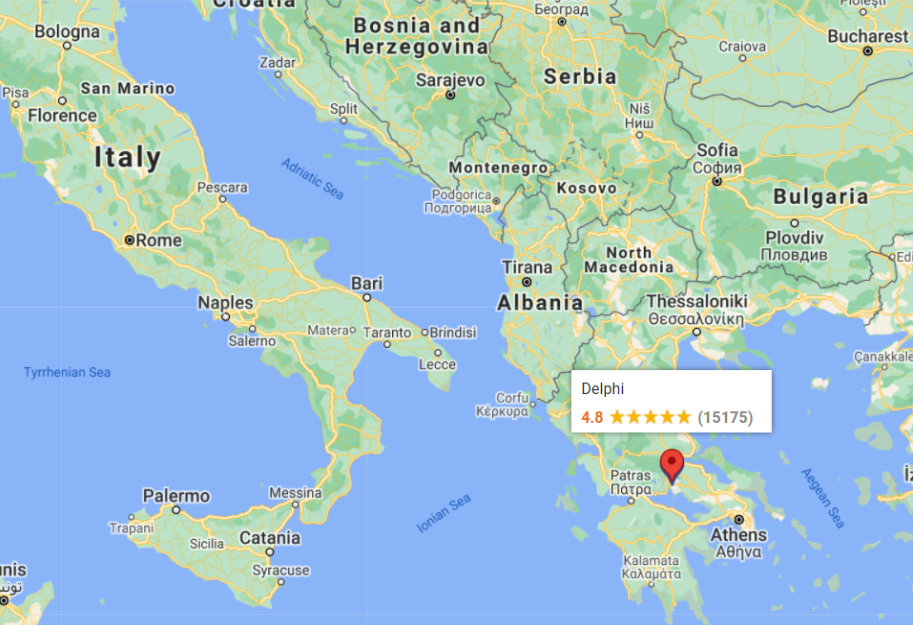 Croatia
Београд
Ploiești
Bologna
Bosnia and
Herzegovina
Bucharest
Craiova
Zadar
Serbia
Sarajevo
San Marino
Pisa
Florence
Split
Niš
Ниш
Italy
Sofia
София
Adriatic Sea
Montenegro
Kosovo
Pescara
Podgorica
Подгорица
Bulgaria
Rome
Plovdiv
Пловдив
North
Macedonia
Tirana
Bari
Albania
Naples
Thessaloniki
Θεσσαλονίκη
Matera
Taranto
Brindisi
Salerno
Lecce
Çanakkale
Tyrrhenian Sea
Corfu
Κέρκυρα
Delphi
4.8 ★★★★★ (15175)
Patras
Πάτρα
Aegean Sea
Palermo
Messina
Ionian Sea
Trapani
Sicilia
Catania
Athens
Αθήνα
Syracuse
Kalamata
Καλαμάτα
تونس